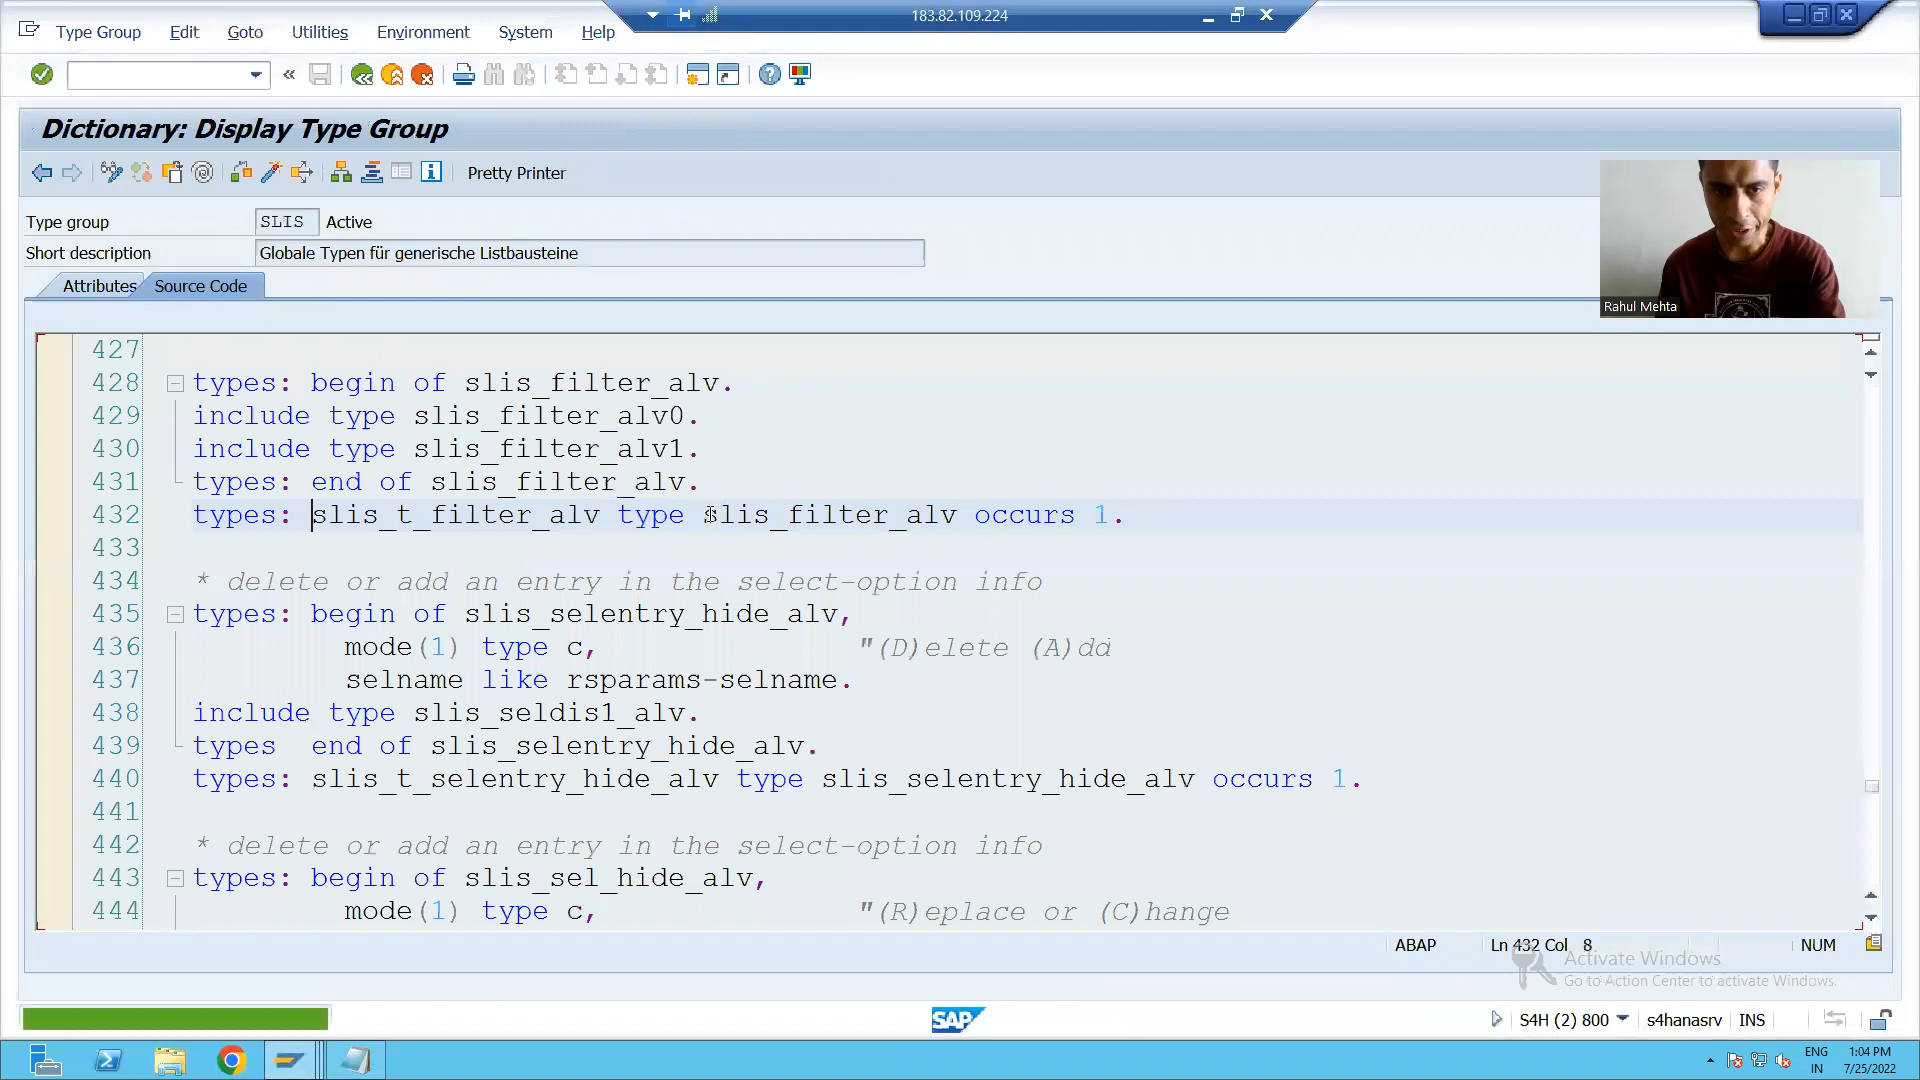 183.82.109.224
Type Group Edit Goto Utilities Environment System Help
Dictionary: Display Type Group
Pretty Printer
Type group SLIS Active
Short description Globale Typen für generische Listbausteine
Attributes Source Code
Rahul Mehta
427
428 types: begin of slis_filter_alv.
429 include type slis_filter_alv0.
430 include type slis_filter_alv1.
431 types: end of slis_filter_alv.
432 types: slis_t_filter_alv type slis_filter_alv occurs 1.
433
434 * delete or add an entry in the select-option info
435 types: begin of slis_selentry_hide_alv,
436 mode(1) type c, "(D)elete (A)dd
437 selname like rsparams-selname.
438 include type slis_seldis1_alv.
439 types end of slis_selentry_hide_alv.
440 types: slis_t_selentry_hide_alv type slis_selentry_hide_alv occurs 1.
441
442 * delete or add an entry in the select-option info
443 types: begin of slis_sel_hide_alv,
444 mode(1) type c, "(R)eplace or (C)hange
ABAP Ln 432 Col 8 NUM
Activate Windows
Go to Action Center to activate Windows.
SAP S4H (2) 800 s4hanasrv INS
ENG 1:04 PM
IN 7/25/2022